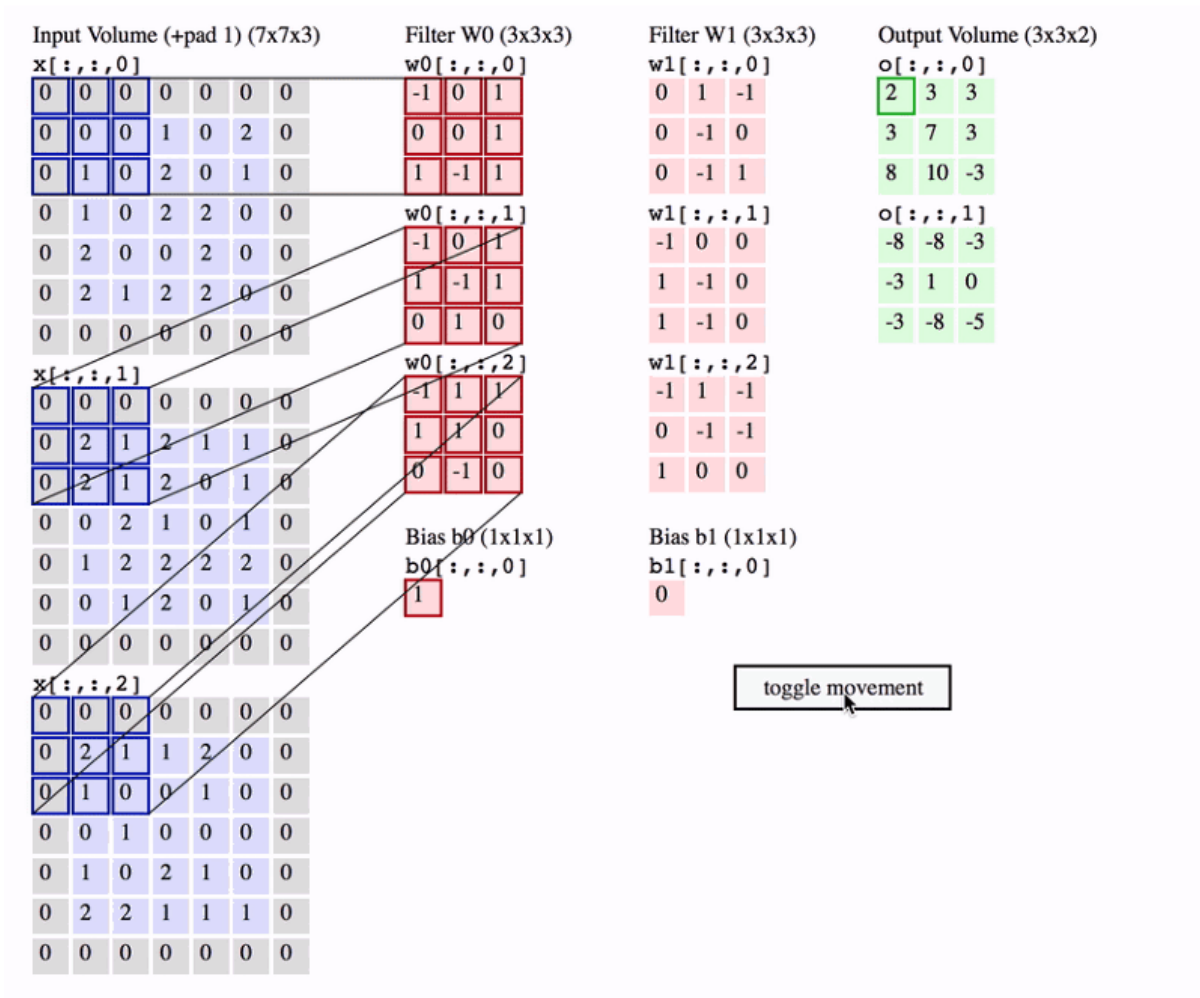 Input Volume (+pad 1) (7x7x3)
x[:,:,0]
0 0 0 0 0 0 0
0 0 0 1 0 2 0
0 1 0 2 0 1 0
0 1 0 2 2 0 0
0 2 0 0 2 0 0
0 2 1 2 2 0 0
0 0 0 0 0 0 0
x[:,:,1]
0 0 0 0 0 0 0
0 2 1 2 1 1 0
0 2 1 2 0 1 0
0 0 2 1 0 1 0
0 1 2 2 2 2 0
0 0 1 2 0 1 0
0 0 0 0 0 0 0
x[:,:,2]
0 0 0 0 0 0 0
0 2 1 1 2 0 0
0 1 0 0 1 0 0
0 0 1 0 0 0 0
0 1 0 2 1 0 0
0 2 2 1 1 1 0
0 0 0 0 0 0 0
Filter W0 (3x3x3)
w0[:,:,0]
-1 0 1
0 0 1
1 -1 1
w0[:,:,1]
-1 0 1
1 -1 1
0 1 0
w0[:,:,2]
-1 1 1
1 1 0
0 -1 0
Bias b0 (1x1x1)
b0[:,:,0]
1
Filter W1 (3x3x3)
w1[:,:,0]
0 1 -1
0 -1 0
0 -1 1
w1[:,:,1]
-1 0 0
1 -1 0
1 -1 0
w1[:,:,2]
-1 1 -1
0 -1 -1
1 0 0
Bias b1 (1x1x1)
b1[:,:,0]
0
Output Volume (3x3x2)
o[:,:,0]
2 3 3
3 7 3
8 10 -3
o[:,:,1]
-8 -8 -3
-3 1 0
-3 -8 -5
toggle movement